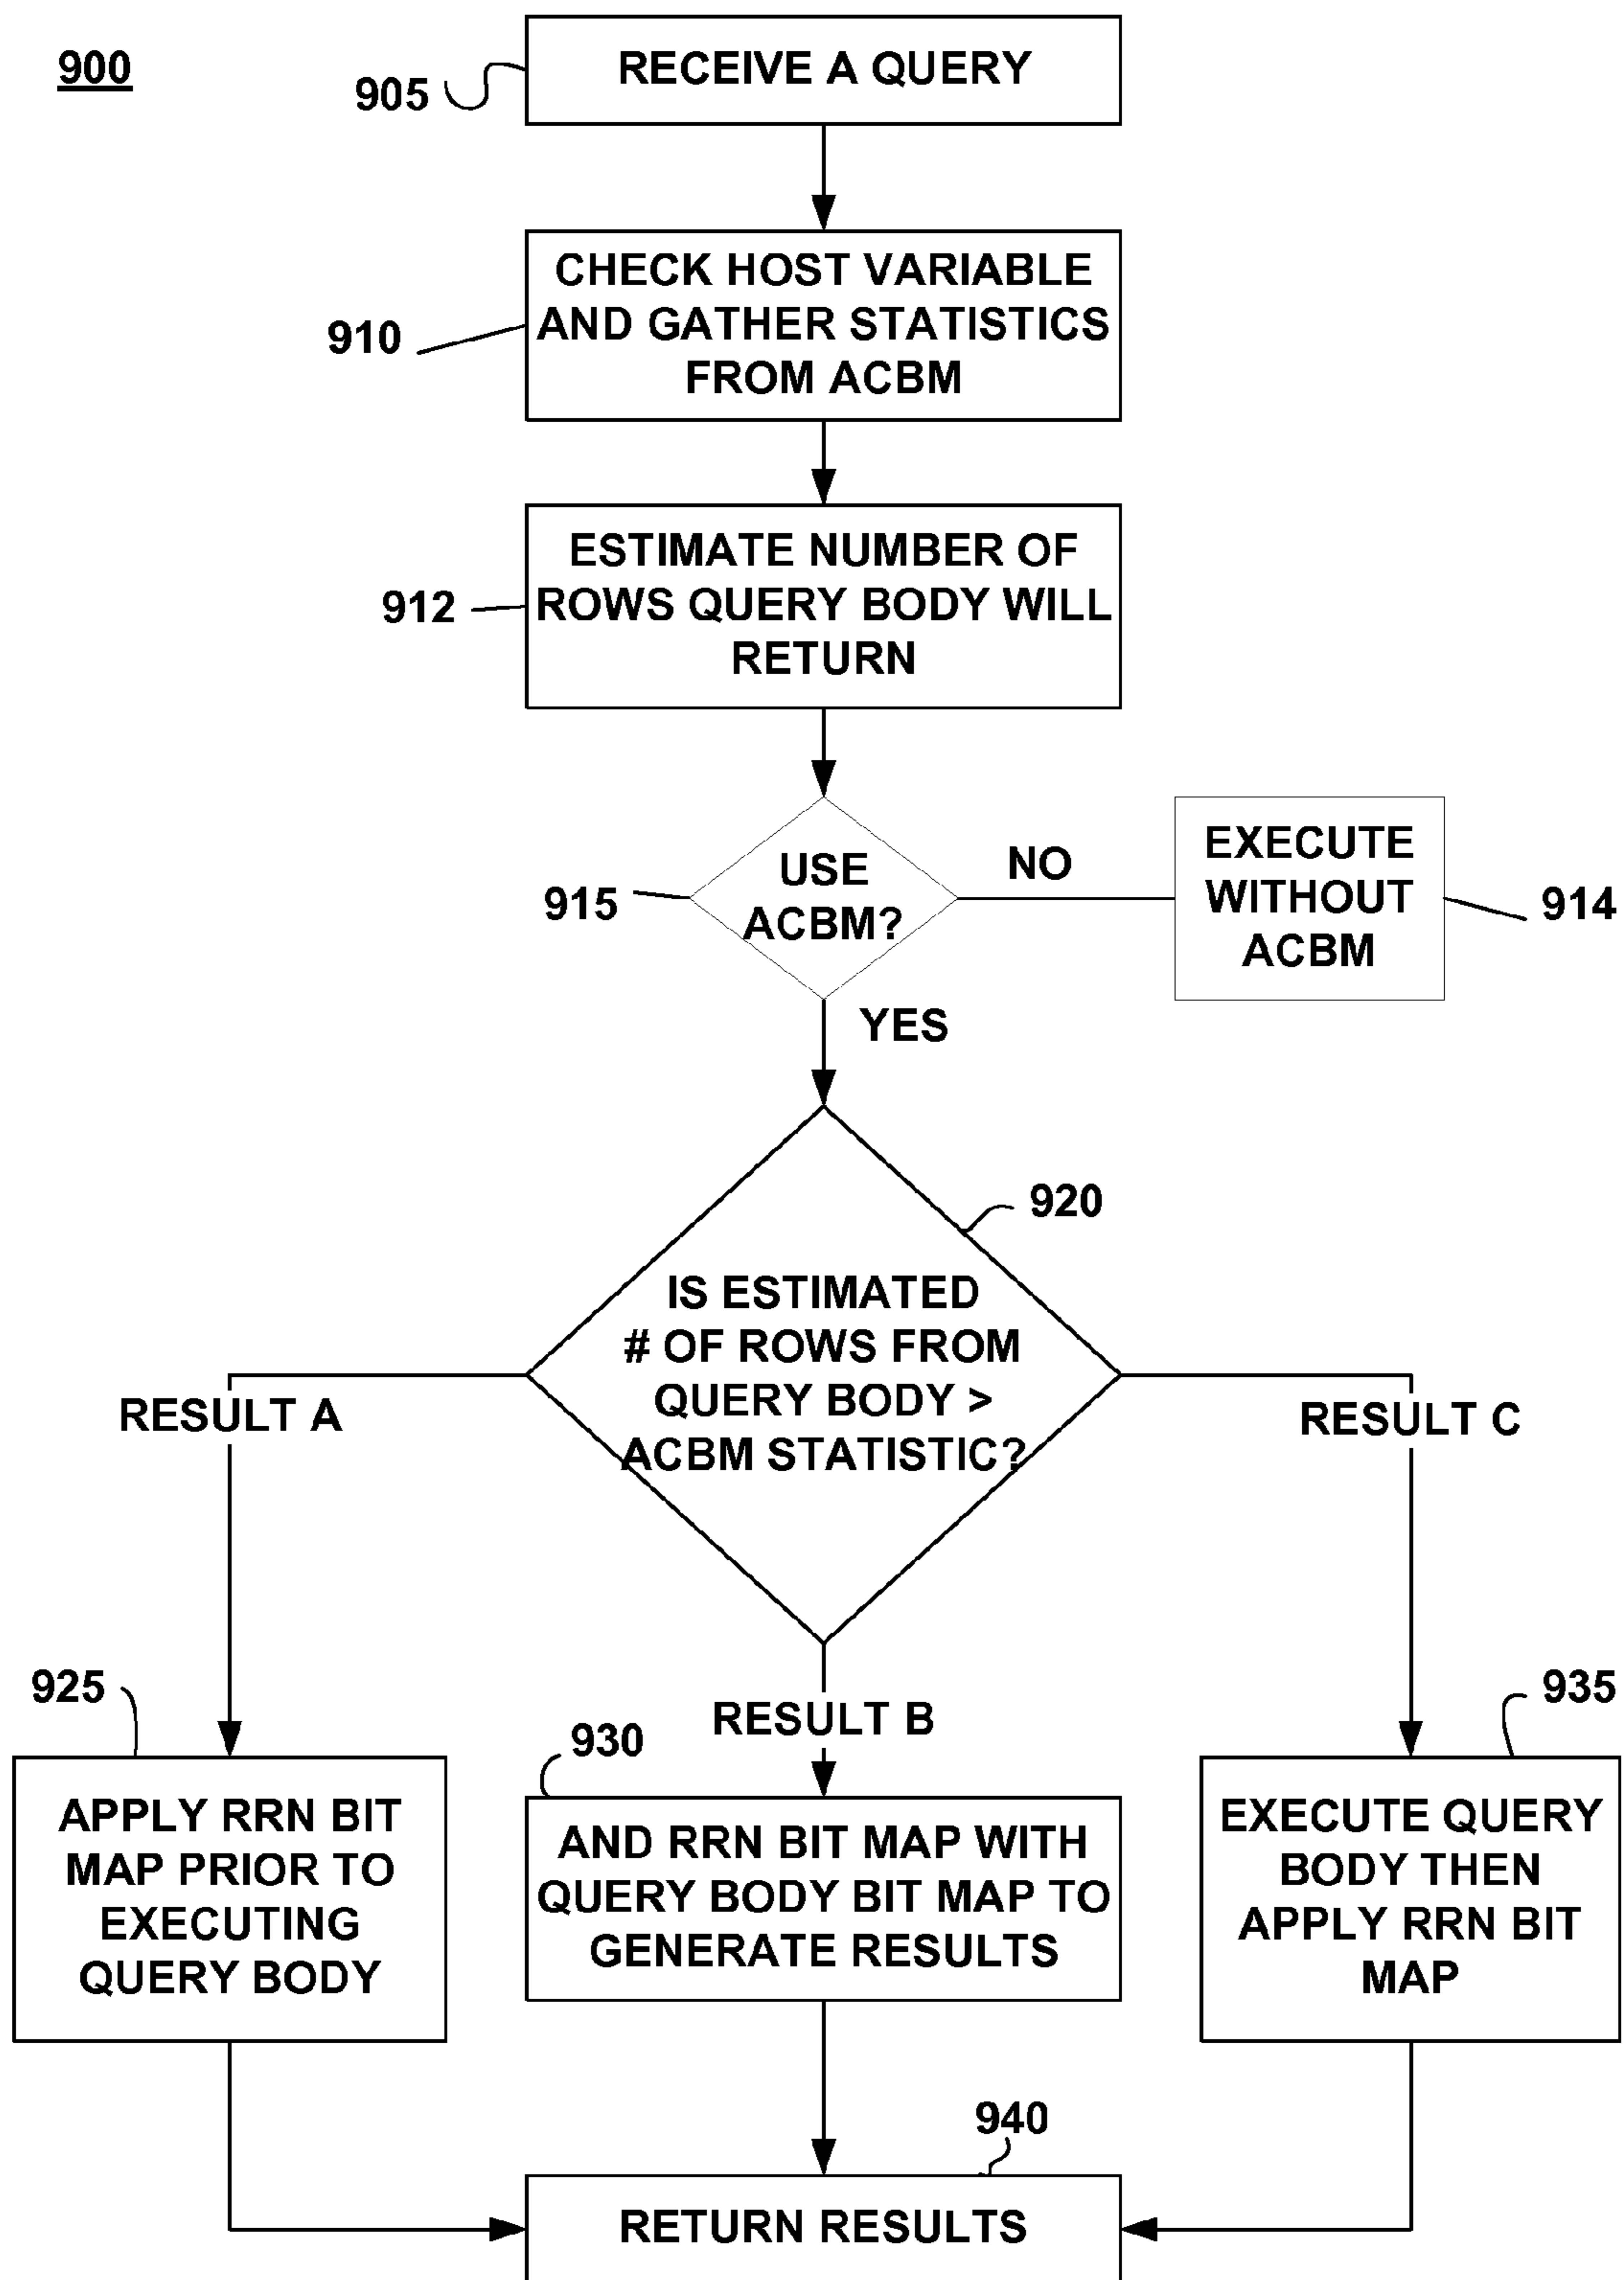 900
905
RECEIVE A QUERY
910
CHECK HOST VARIABLE
AND GATHER STATISTICS
FROM ACBM
912
ESTIMATE NUMBER OF
ROWS QUERY BODY WILL
RETURN
915
USE
ACBM?
NO
EXECUTE
WITHOUT
ACBM
914
YES
920
IS ESTIMATED
# OF ROWS FROM
QUERY BODY >
ACBM STATISTIC?
RESULT A
RESULT B
RESULT C
925
APPLY RRN BIT
MAP PRIOR TO
EXECUTING
QUERY BODY
930
AND RRN BIT MAP WITH
QUERY BODY BIT MAP TO
GENERATE RESULTS
935
EXECUTE QUERY
BODY THEN
APPLY RRN BIT
MAP
940
RETURN RESULTS